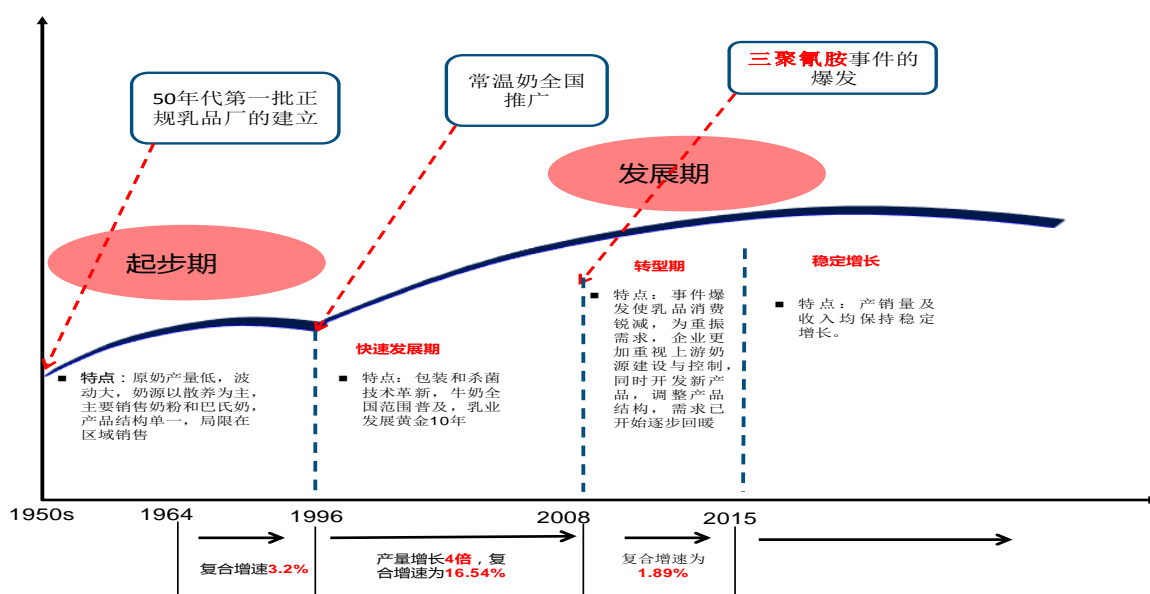 50年代第一批正
规乳品厂的建立
常温奶全国
推广
三聚氰胺事件的
爆发
起步期
发展期
特点：原奶产量低，波
动大，奶源以散养为主，
主要销售奶粉和巴氏奶，
产品结构单一，局限在
区域销售
快速发展期
特点：包装和杀菌
技术革新，牛奶全
国范围普及，乳业
发展黄金10年
转型期
特点：事件爆
发使乳品消费
锐减，为重振
需求，企业更
加重视上游奶
源建设与控制，
同时开发新产
品，调整产品
结构，需求已
开始逐步回暖
稳定增长
特点：产销量及
收入均保持稳定
增长。
1950s
1964
1996
2008
2015
复合增速3.2%
产量增长4倍，复
合增速为16.54%
复合增速为
1.89%